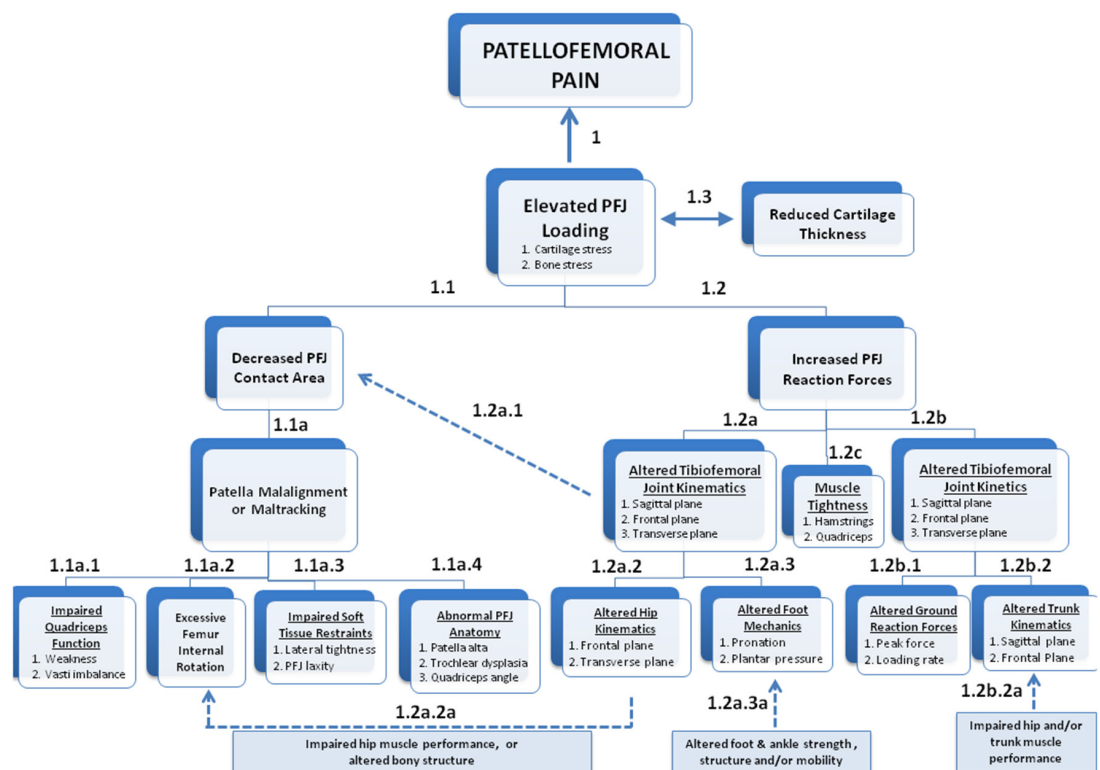 PATELLOFEMORAL
PAIN
1
Elevated PFJ
Loading
1. Cartilage stress
2. Bone stress
1.3
Reduced Cartilage
Thickness
1.1
1.2
Decreased PFJ
Contact Area
Increased PFJ
Reaction Forces
1.2a.1
1.1a
1.2a
1.2c
1.2b
Patella Malalignment
or Maltracking
Altered Tibiofemoral
Joint Kinematics
1. Sagittal plane
2. Frontal plane
3. Transverse plane
Muscle
Tightness
1. Hamstrings
2. Quadriceps
Altered Tibiofemoral
Joint Kinetics
1. Sagittal plane
2. Frontal plane
3. Transverse plane
1.1a.1
1.1a.2
1.1a.3
1.1a.4
1.2a.2
1.2a.3
1.2b.1
1.2b.2
Impaired
Quadriceps
Function
1. Weakness
2. Vasti imbalance
Excessive
Femur
Internal
Rotation
Impaired Soft
Tissue Restraints
1. Lateral tightness
2. PFJ laxity
Abnormal PFJ
Anatomy
1. Patella alta
2. Trochlear dysplasia
3. Quadriceps angle
Altered Hip
Kinematics
1. Frontal plane
2. Transverse plane
Altered Foot
Mechanics
1. Pronation
2. Plantar pressure
Altered Ground
Reaction Forces
1. Peak force
2. Loading rate
Altered Trunk
Kinematics
1. Sagittal plane
2. Frontal Plane
1.2a.2a
1.2a.3a
1.2b.2a
Impaired hip muscle performance, or
altered bony structure
Altered foot & ankle strength,
structure and/or mobility
Impaired hip and/or
trunk muscle
performance